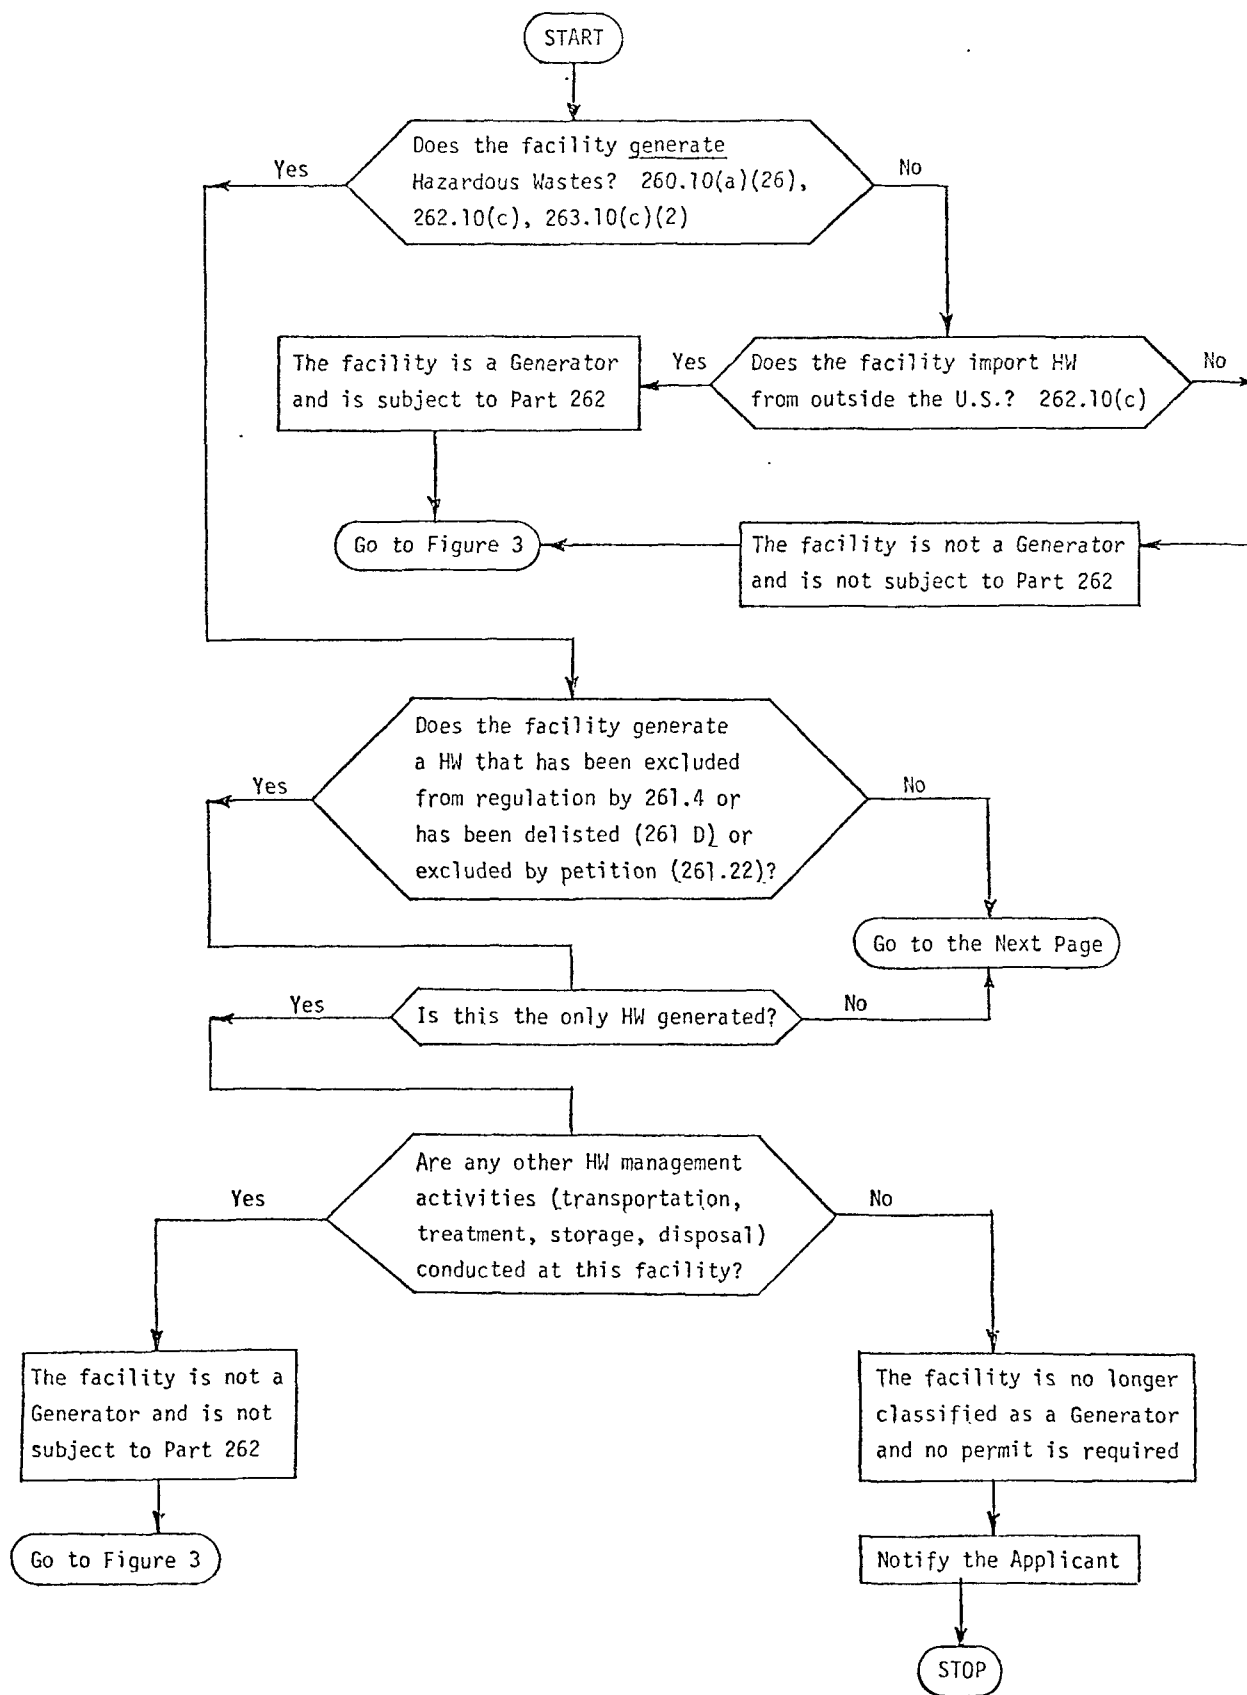 START
Does the facility generate
Hazardous Wastes? 260.10(a)(26),
262.10(c), 263.10(c)(2)
Yes
No
The facility is a Generator
and is subject to Part 262
Yes
Does the facility import HW
from outside the U.S.? 262.10(c)
No
Go to Figure 3
The facility is not a Generator
and is not subject to Part 262
Does the facility generate
a HW that has been excluded
from regulation by 261.4 or
has been delisted (261 D) or
excluded by petition (261.22)?
Yes
No
Go to the Next Page
Yes
Is this the only HW generated?
No
Are any other HW management
activities (transportation,
treatment, storage, disposal)
conducted at this facility?
Yes
No
The facility is not a
Generator and is not
subject to Part 262
Go to Figure 3
The facility is no longer
classified as a Generator
and no permit is required
Notify the Applicant
STOP